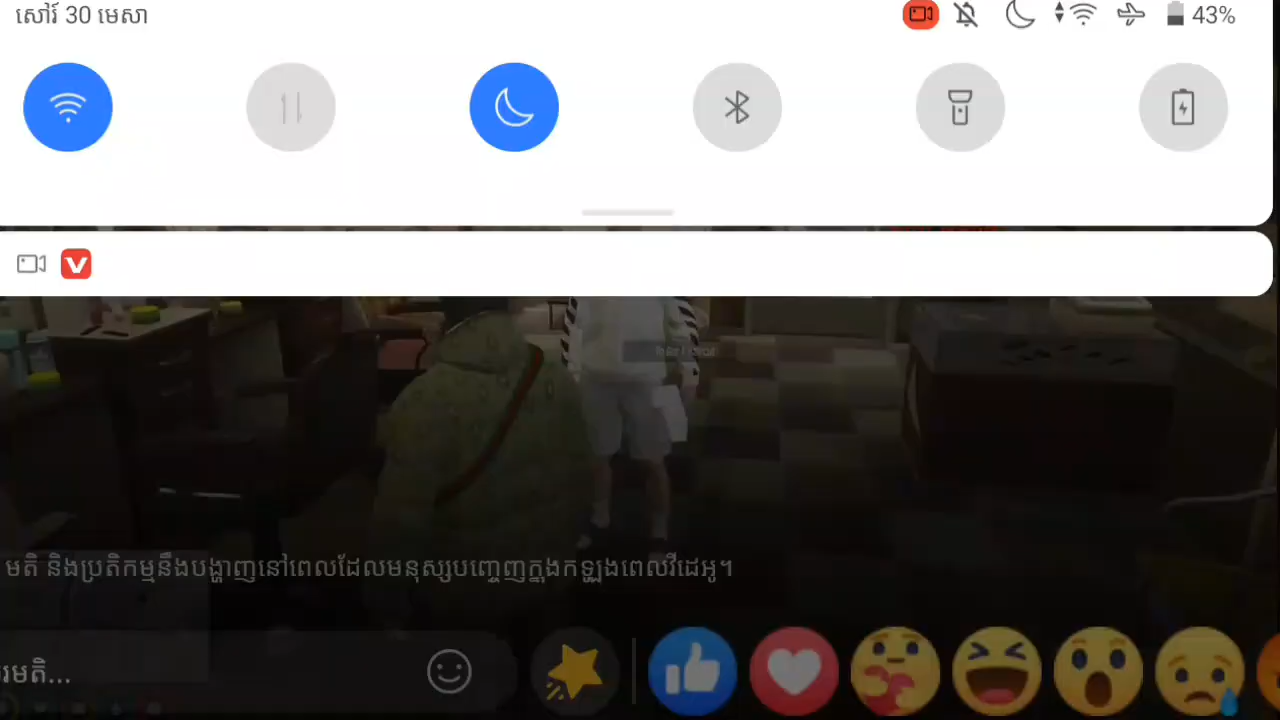 សៅរ៍ 30 មេសា
43%
មតិ និងប្រតិកម្មនឹងបង្ហាញនៅពេលដែលមនុស្សបញ្ចេញក្នុងកឡុងពេលវីដេអូ។
រមតិ...